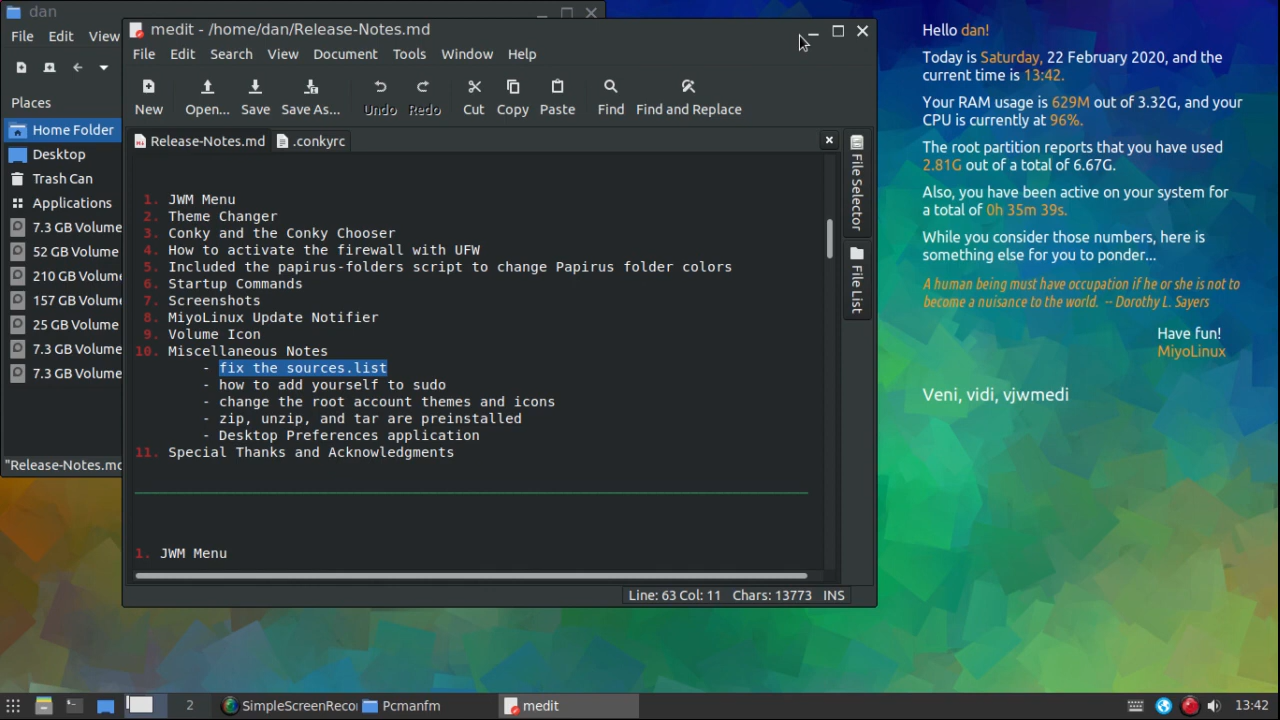 dan
File Edit View
Places
Home Folder
Desktop
Trash Can
Applications
7.3 GB Volume
52 GB Volume
210 GB Volume
157 GB Volume
25 GB Volume
7.3 GB Volume
7.3 GB Volume
"Release-Notes.md
medit - /home/dan/Release-Notes.md
File Edit Search View Document Tools Window Help
New Open... Save Save As... Undo Redo Cut Copy Paste Find Find and Replace
Release-Notes.md .conkyrc
1. JWM Menu
2. Theme Changer
3. Conky and the Conky Chooser
4. How to activate the firewall with UFW
5. Included the papirus-folders script to change Papirus folder colors
6. Startup Commands
7. Screenshots
8. MiyoLinux Update Notifier
9. Volume Icon
10. Miscellaneous Notes
- fix the sources.list
- how to add yourself to sudo
- change the root account themes and icons
- zip, unzip, and tar are preinstalled
- Desktop Preferences application
11. Special Thanks and Acknowledgments
1. JWM Menu
File Selector
File List
Line: 63 Col: 11 Chars: 13773 INS
Hello dan!
Today is Saturday, 22 February 2020, and the
current time is 13:42.
Your RAM usage is 629M out of 3.32G, and your
CPU is currently at 96%.
The root partition reports that you have used
2.81G out of a total of 6.67G.
Also, you have been active on your system for
a total of 0h 35m 39s.
While you consider those numbers, here is
something else for you to ponder...
A human being must have occupation if he or she is not to
become a nuisance to the world. -- Dorothy L. Sayers
Have fun!
MiyoLinux
Veni, vidi, vjwmedi
2 SimpleScreenRecor Pcmanfm medit 13:42